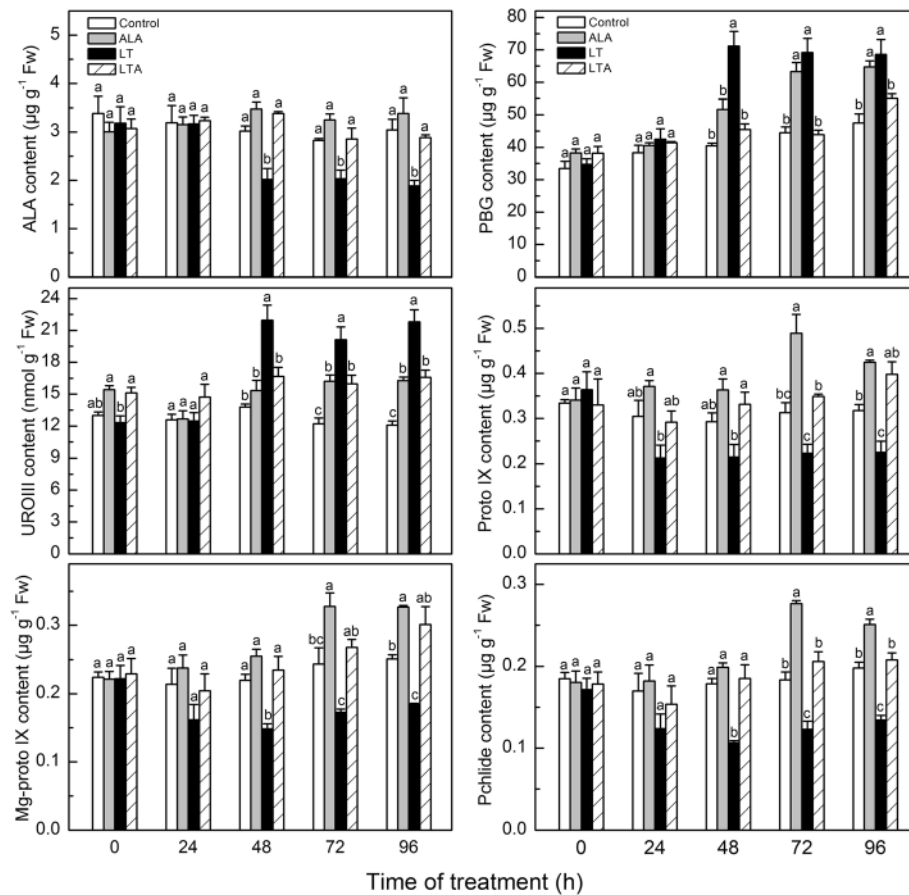 ALA content (µg g⁻¹ Fw)
5
4
3
2
1
0
Control
ALA
LT
LTA
a a a a
a a a a
a a b a
a a b a
a a b a
PBG content (µg g⁻¹ Fw)
80
70
60
50
40
30
20
10
0
Control
ALA
LT
LTA
a a a a
a a a a
b a a b
b a a b
b a a b
UROIII content (nmol g⁻¹ Fw)
24
21
18
15
12
9
6
3
0
ab a b a
a a a a
b b a b
c b a b
c b a b
Proto IX content (µg g⁻¹ Fw)
0.5
0.4
0.3
0.2
0.1
0.0
a a a a
ab a b ab
ab a b a
bc a c b
b a c ab
Mg-proto IX content (µg g⁻¹ Fw)
0.3
0.2
0.1
0.0
a a a a
a a a a
a a b a
bc a c ab
b a c ab
0 24 48 72 96
Pchlide content (µg g⁻¹ Fw)
0.3
0.2
0.1
0.0
a a a a
a a a a
a a b a
b a c b
b a c b
0 24 48 72 96
Time of treatment (h)